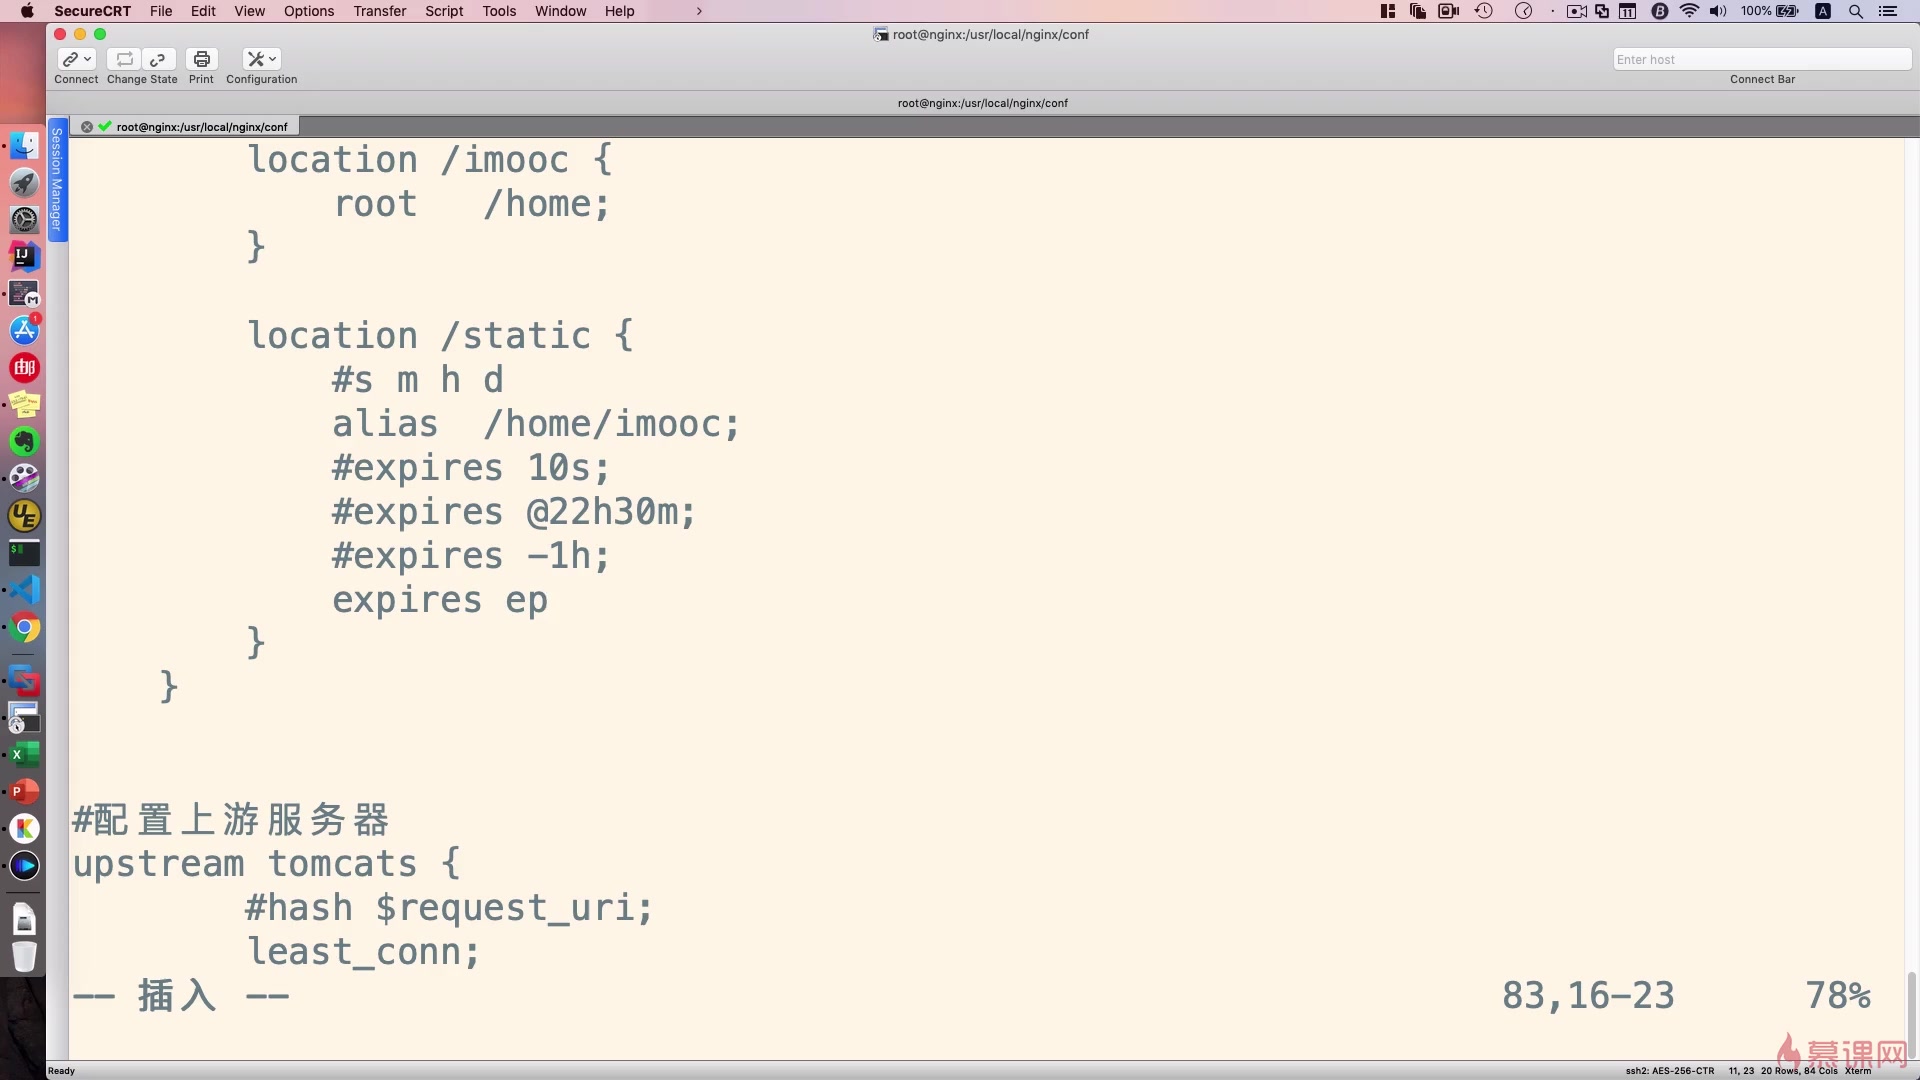 SecureCRT File Edit View Options Transfer Script Tools Window Help
100%
root@nginx:/usr/local/nginx/conf
Connect Change State Print Configuration
Enter host
Connect Bar
root@nginx:/usr/local/nginx/conf
root@nginx:/usr/local/nginx/conf
Session Manager
location /imooc {
root /home;
}
location /static {
#s m h d
alias /home/imooc;
#expires 10s;
#expires @22h30m;
#expires -1h;
expires ep
}
}
#配置上游服务器
upstream tomcats {
#hash $request_uri;
least_conn;
-- 插入 -- 83,16-23 78%
慕课网
Ready ssh2: AES-256-CTR 11, 23 20 Rows, 84 Cols Xterm